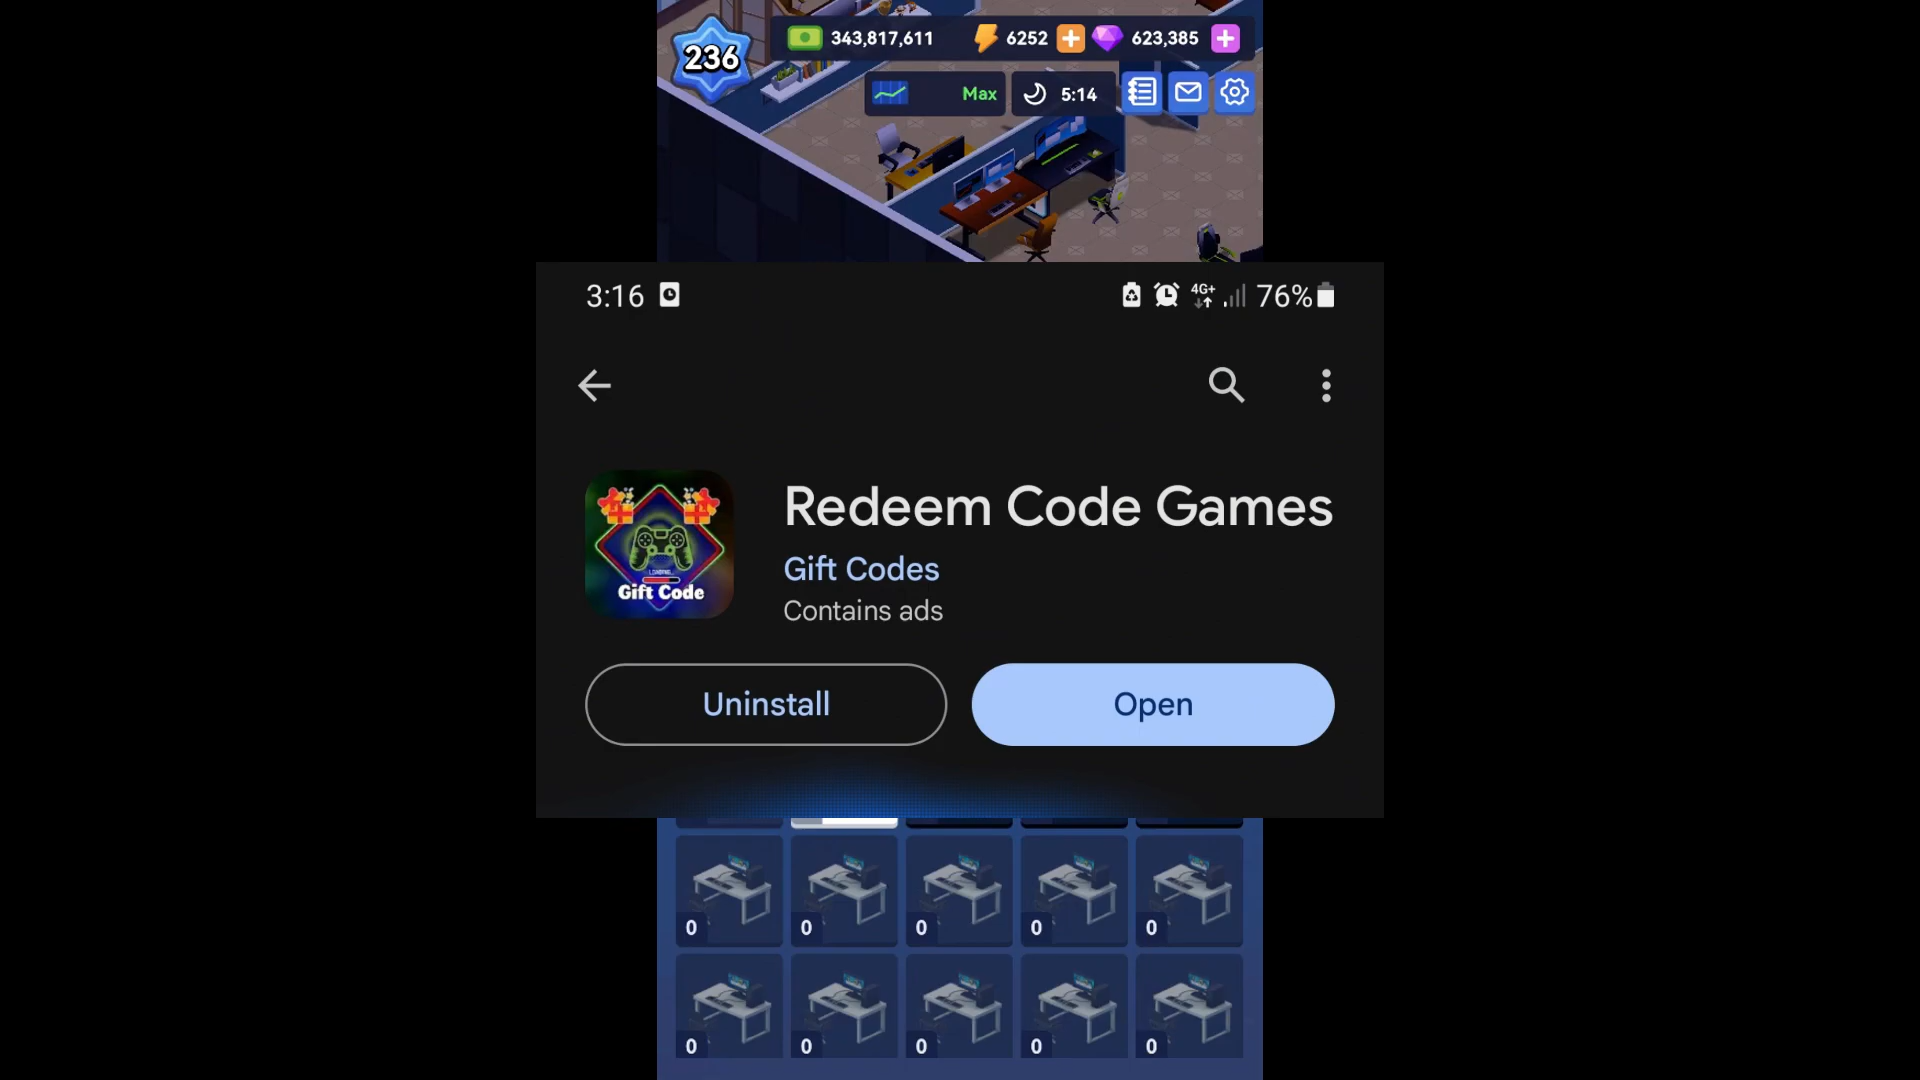 236
343,817,611
6252
623,385
Max
5:14
3:16
4G+
76%
Redeem Code Games
Gift Codes
Contains ads
LOADING...
Gift Code
Uninstall
Open
0 0 0 0 0
0 0 0 0 0